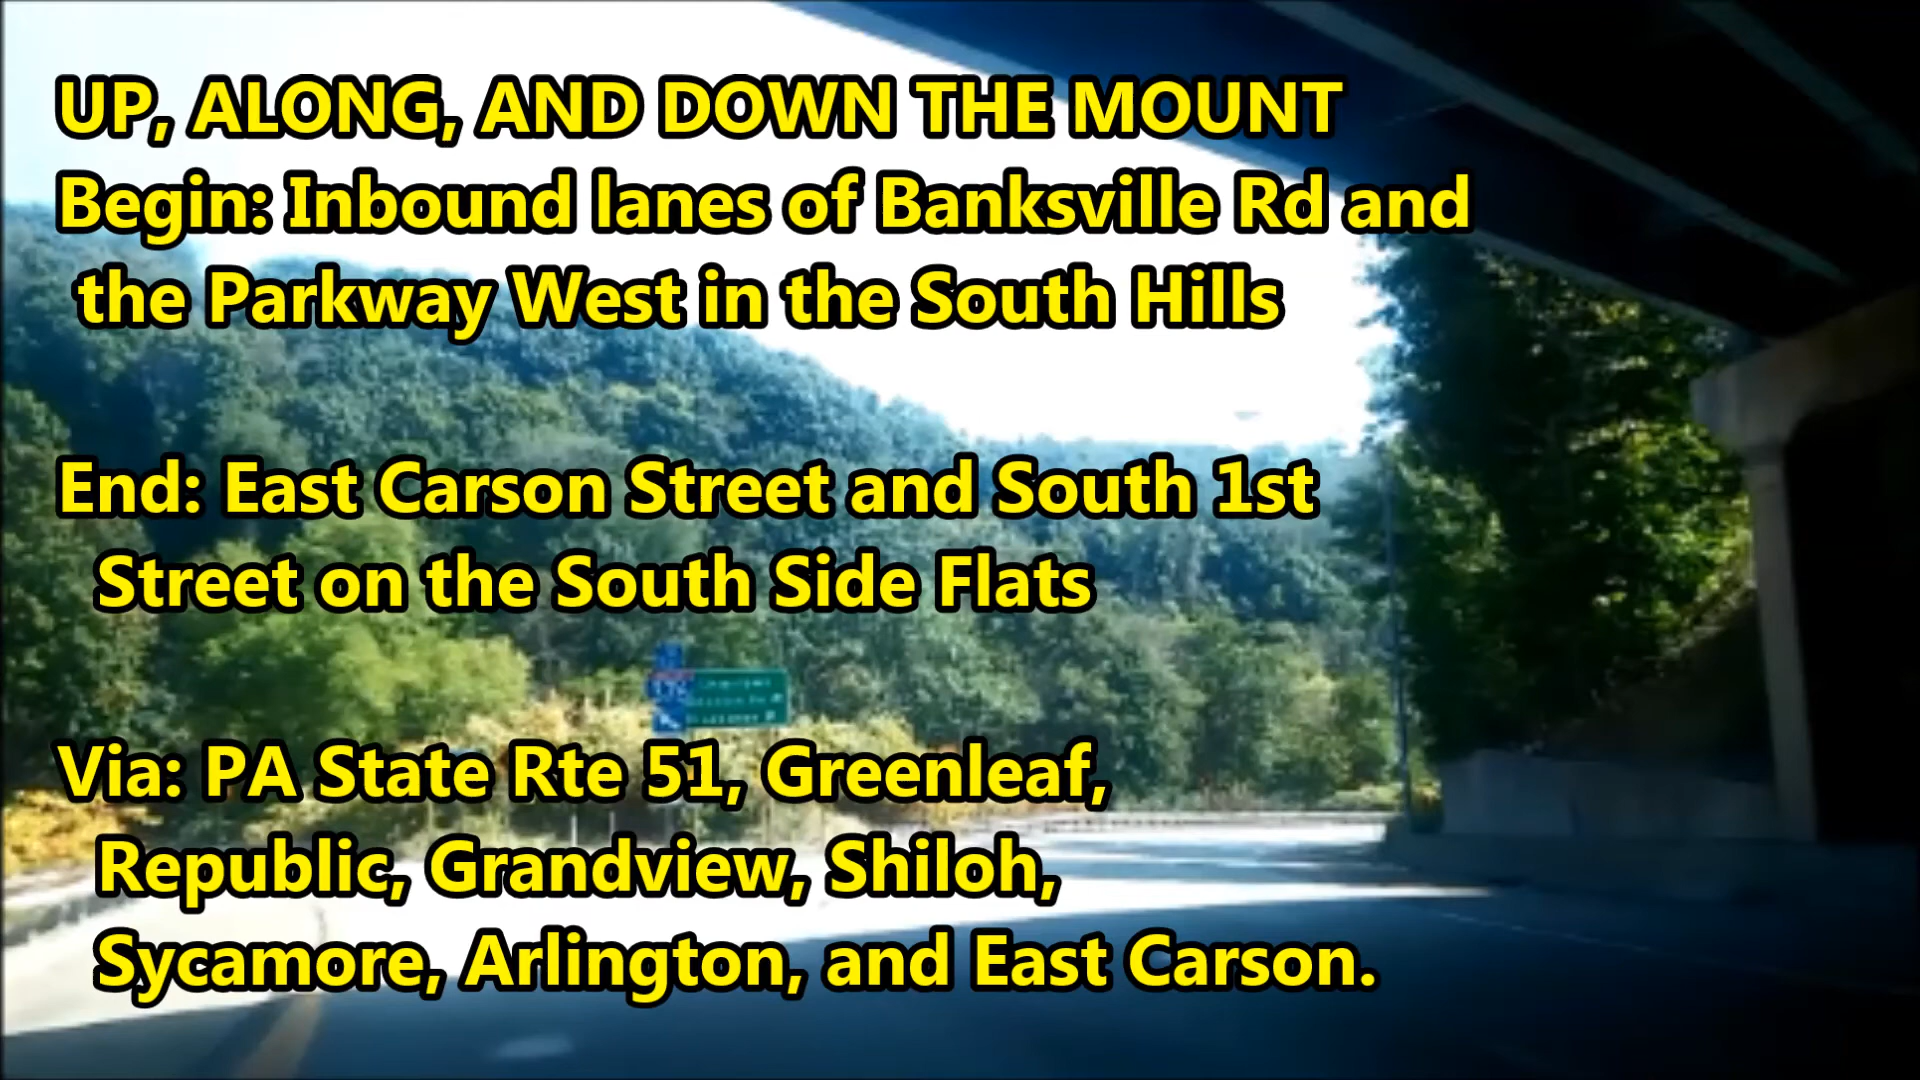 UP, ALONG, AND DOWN THE MOUNT
Begin: Inbound lanes of Banksville Rd and
the Parkway West in the South Hills
End: East Carson Street and South 1st
Street on the South Side Flats
Via: PA State Rte 51, Greenleaf,
Republic, Grandview, Shiloh,
Sycamore, Arlington, and East Carson.